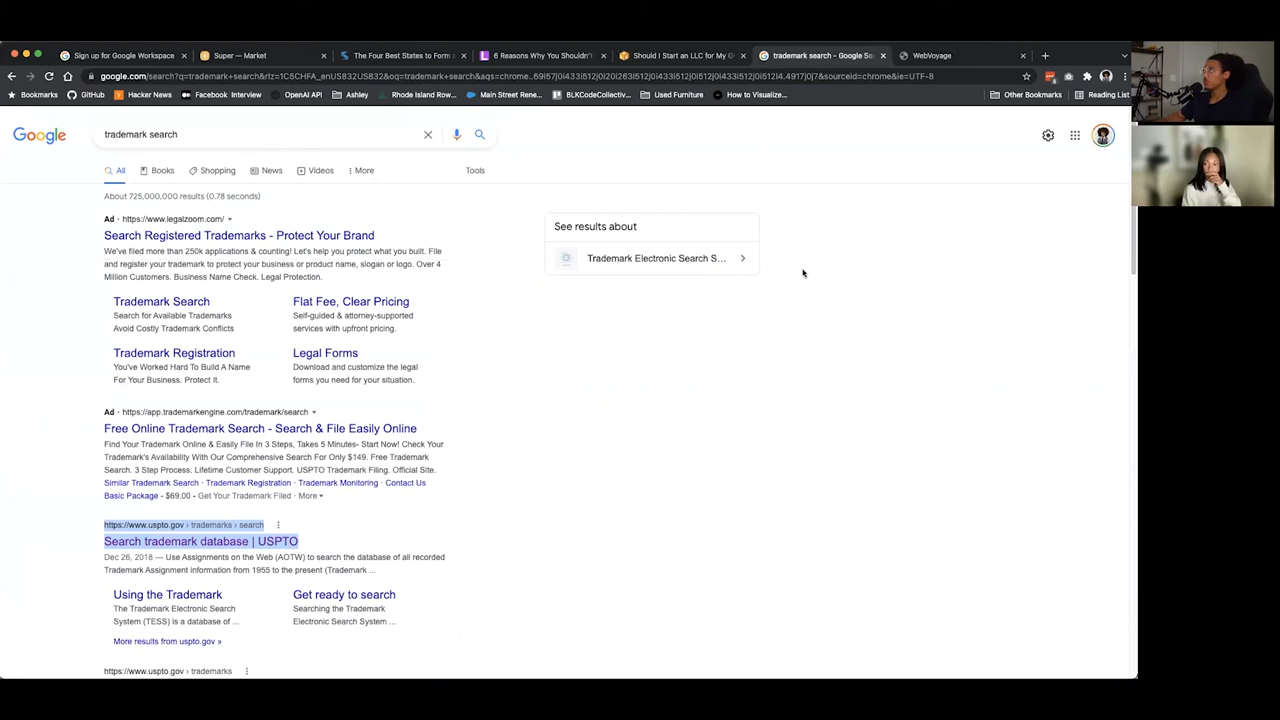 Sign up for Google Workspace
Super — Market
The Four Best States to Form
6 Reasons Why You Shouldn'
Should I Start an LLC for My G
trademark search - Google Se
WebVoyage
google.com/search?q=trademark+search&rlz=1C5CHFA_enUS832US832&oq=trademark+search&aqs=chrome..69i57j0i433i512j0i20i263i512j0i433i512j0i512l4.4917j0j7&sourceid=chrome&ie=UTF-8
Bookmarks
GitHub
Hacker News
Facebook Interview
OpenAI API
Ashley
Rhode Island Row...
Main Street Rene...
BLKCodeCollectiv...
Used Furniture
How to Visualize...
Other Bookmarks
Reading List
Google
trademark search
All
Books
Shopping
News
Videos
More
Tools
About 725,000,000 results (0.78 seconds)
Ad · https://www.legalzoom.com/
Search Registered Trademarks - Protect Your Brand
We've filed more than 250k applications & counting! Let's help you protect what you built. File
and register your trademark to protect your business or product name, slogan or logo. Over 4
Million Customers. Business Name Check. Legal Protection.
Trademark Search
Search for Available Trademarks
Avoid Costly Trademark Conflicts
Flat Fee, Clear Pricing
Self-guided & attorney-supported
services with upfront pricing.
Trademark Registration
You've Worked Hard To Build A Name
For Your Business. Protect It.
Legal Forms
Download and customize the legal
forms you need for your situation.
Ad · https://app.trademarkengine.com/trademark/search
Free Online Trademark Search - Search & File Easily Online
Find Your Trademark Online & Easily File In 3 Steps, Takes 5 Minutes- Start Now! Check Your
Trademark's Availability With Our Comprehensive Search For Only $149. Free Trademark
Search. 3 Step Process. Lifetime Customer Support. USPTO Trademark Filing. Official Site.
Similar Trademark Search · Trademark Registration · Trademark Monitoring · Contact Us
Basic Package - $69.00 - Get Your Trademark Filed · More
https://www.uspto.gov › trademarks › search
Search trademark database | USPTO
Dec 26, 2018 — Use Assignments on the Web (AOTW) to search the database of all recorded
Trademark Assignment information from 1955 to the present (Trademark ...
Using the Trademark
The Trademark Electronic Search
System (TESS) is a database of ...
Get ready to search
Searching the Trademark
Electronic Search System ...
More results from uspto.gov »
https://www.uspto.gov › trademarks
See results about
Trademark Electronic Search S...